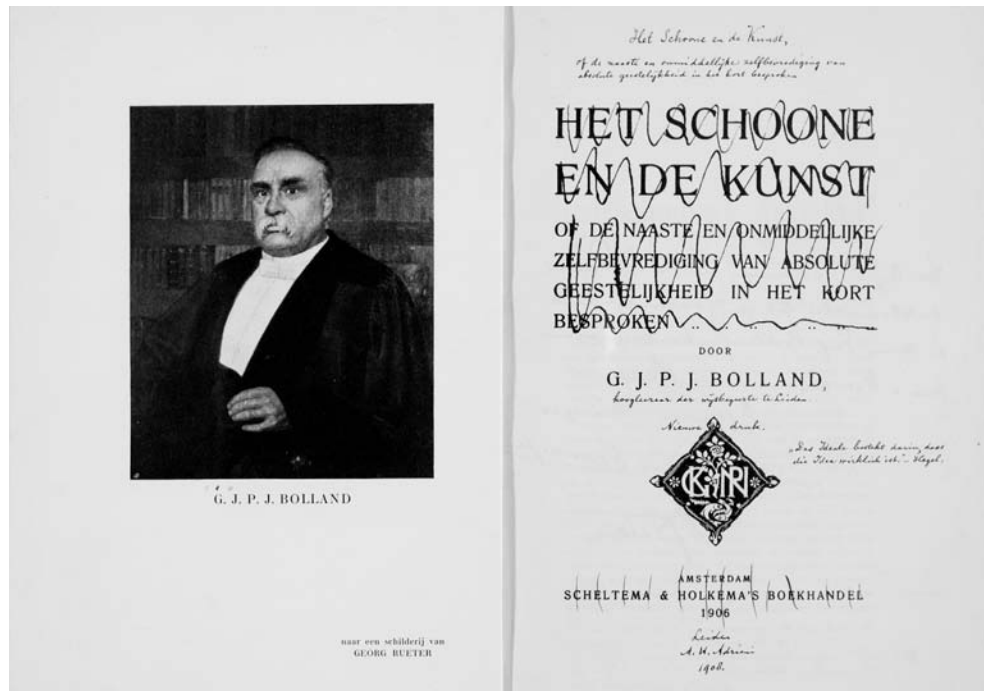 G. J. P. J. BOLLAND
naar een schilderij van
GEORG RUETER
Het Schoone en de Kunst,
of de naaste en onmiddellijke zelfbevrediging van
absolute geestelijkheid in het kort besproken
HET SCHOONE
EN DE KUNST
OF DE NAASTE EN ONMIDDELLIJKE
ZELFBEVREDIGING VAN ABSOLUTE
GEESTELIJKHEID IN HET KORT
BESPROKEN
DOOR
G. J. P. J. BOLLAND,
hoogleeraar der wijsbegeerte te Leiden.
Nieuwe druk.
„Das Ideale besteht darin, dass
die Idee wirklich ist." - Hegel.
AMSTERDAM
SCHELTEMA & HOLKEMA'S BOEKHANDEL
1906
Leiden
A. H. Adriani
1908.